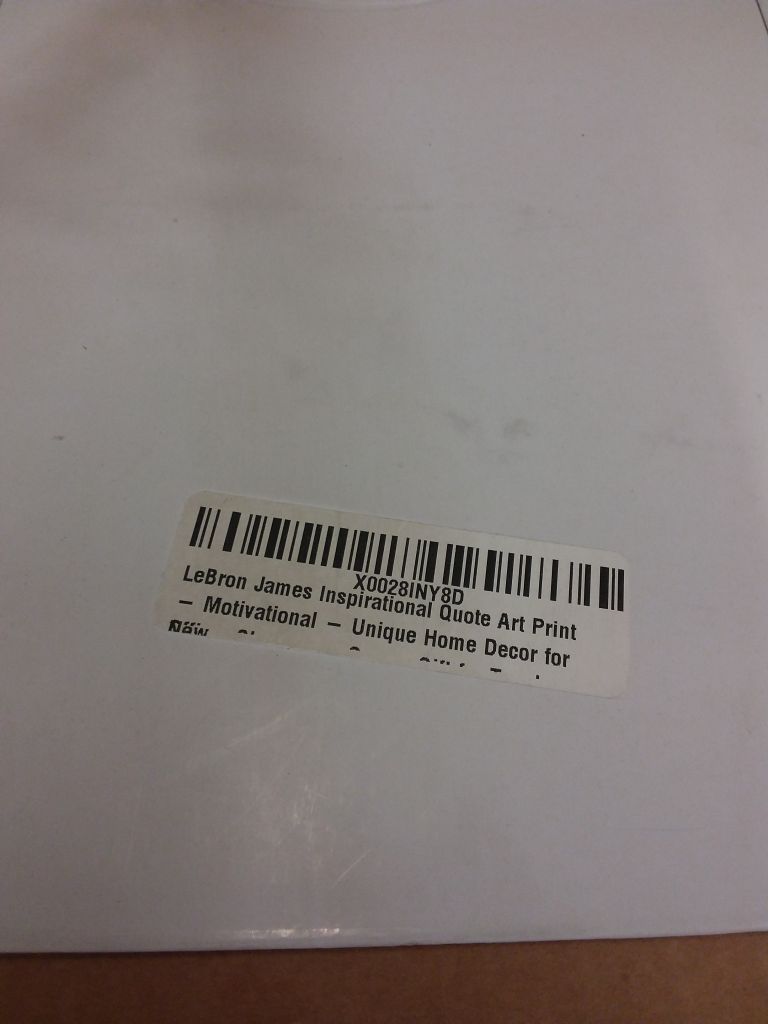 X0028INY8D
LeBron James Inspirational Quote Art Print
– Motivational – Unique Home Decor for